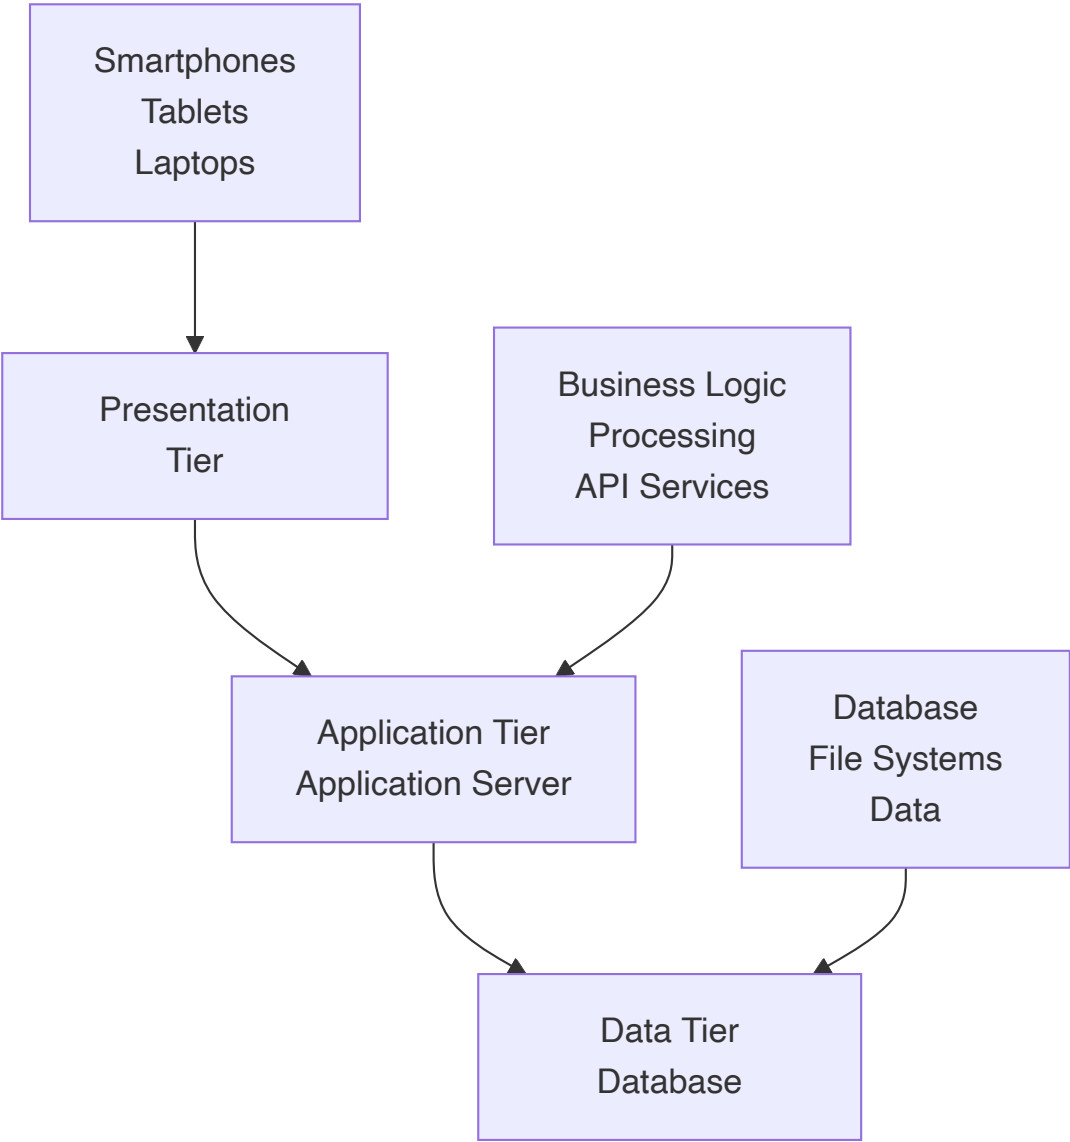 Smartphones
Tablets
Laptops
Presentation
Tier
Business Logic
Processing
API Services
Application Tier
Application Server
Database
File Systems
Data
Data Tier
Database